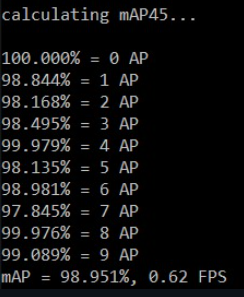 calculating mAP45...
100.000% = 0 AP
98.844% = 1 AP
98.168% = 2 AP
98.495% = 3 AP
99.979% = 4 AP
98.135% = 5 AP
98.981% = 6 AP
97.845% = 7 AP
99.976% = 8 AP
99.089% = 9 AP
mAP = 98.951%, 0.62 FPS